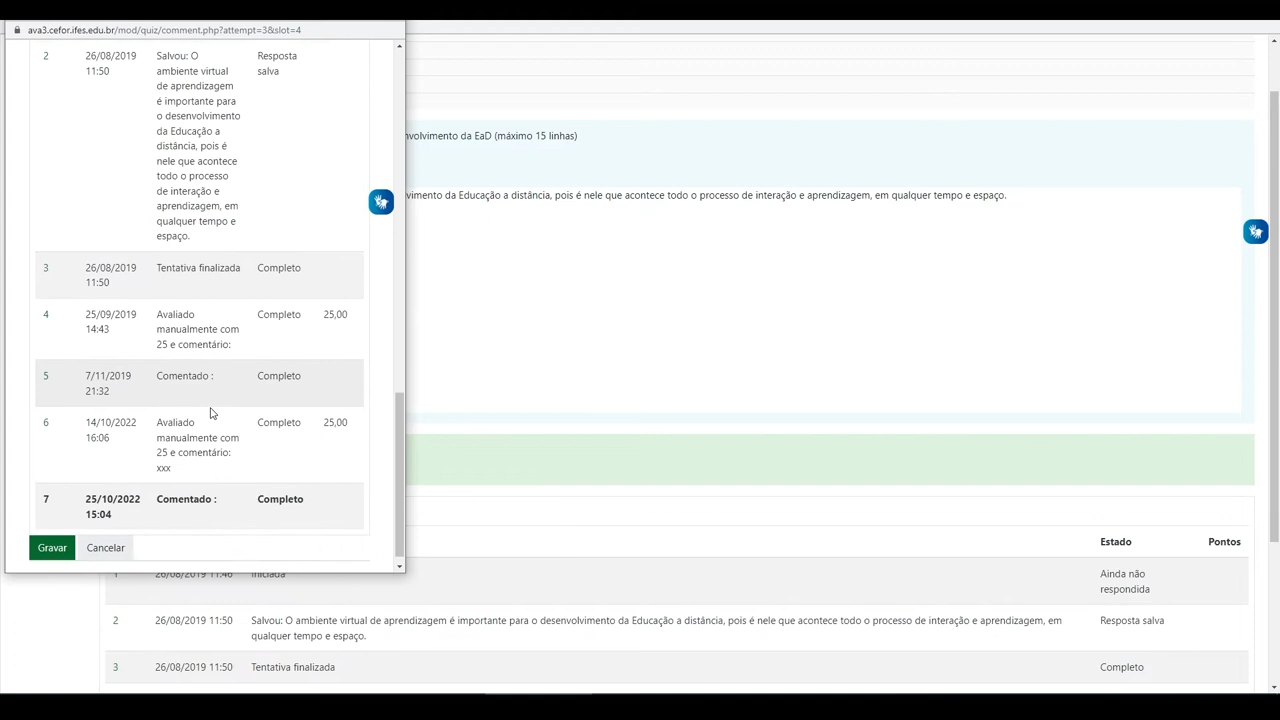 ava3.cefor.ifes.edu.br/mod/quiz/comment.php?attempt=3&slot=4
2 26/08/2019 Salvou: O Resposta
11:50 ambiente virtual salva
de aprendizagem
é importante para
o desenvolvimento
da Educação a
distância, pois é
nele que acontece
todo o processo
de interação e
aprendizagem, em
qualquer tempo e
espaço.
3 26/08/2019 Tentativa finalizada Completo
11:50
4 25/09/2019 Avaliado Completo 25,00
14:43 manualmente com
25 e comentário:
5 7/11/2019 Comentado : Completo
21:32
6 14/10/2022 Avaliado Completo 25,00
16:06 manualmente com
25 e comentário:
xxx
7 25/10/2022 Comentado : Completo
15:04
Gravar Cancelar
nvolvimento da EaD (máximo 15 linhas)
vimento da Educação a distância, pois é nele que acontece todo o processo de interação e aprendizagem, em qualquer tempo e espaço.
Estado Pontos
1 26/08/2019 11:46 Iniciada Ainda não
respondida
2 26/08/2019 11:50 Salvou: O ambiente virtual de aprendizagem é importante para o desenvolvimento da Educação a distância, pois é nele que acontece todo o processo de interação e aprendizagem, em Resposta salva
qualquer tempo e espaço.
3 26/08/2019 11:50 Tentativa finalizada Completo